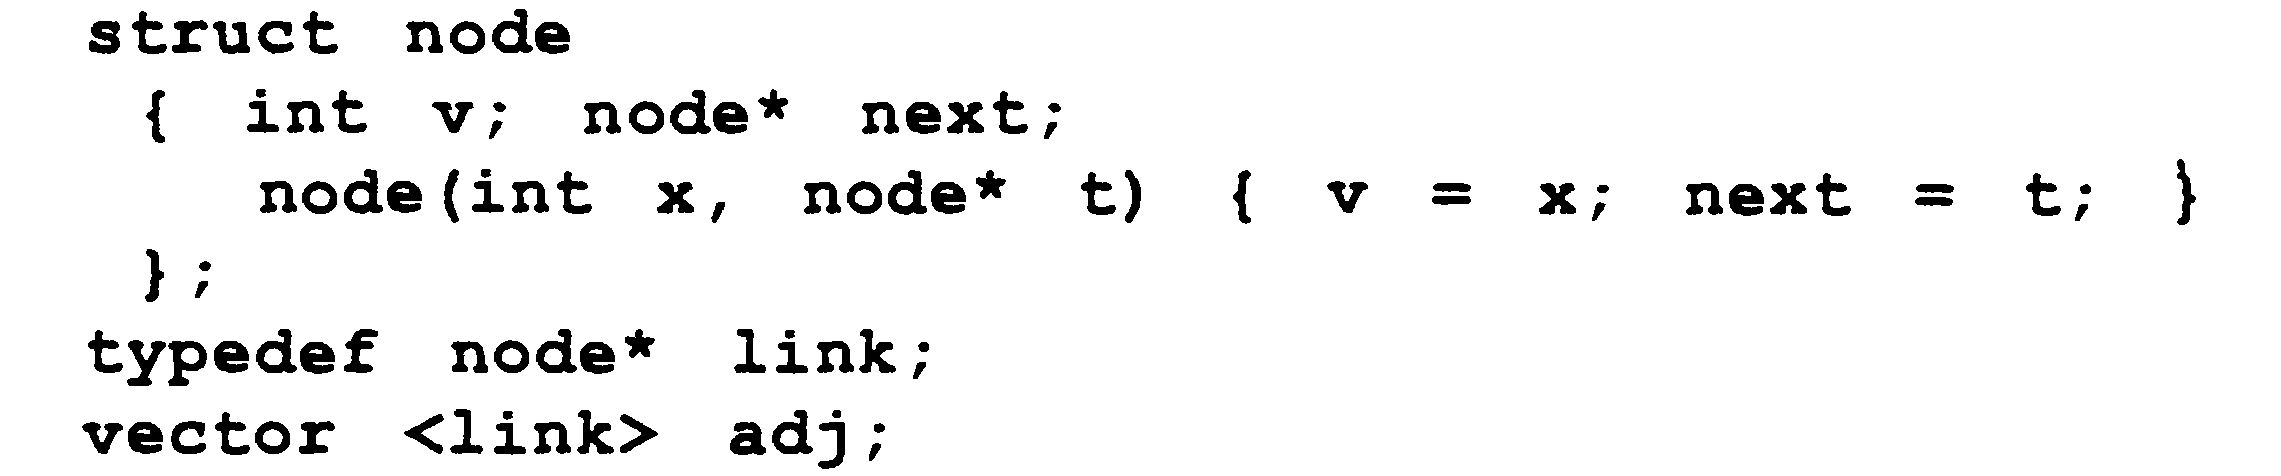 struct node
{ int v; node* next;
node(int x, node* t) { v = x; next = t; }
};
typedef node* link;
vector <link> adj;